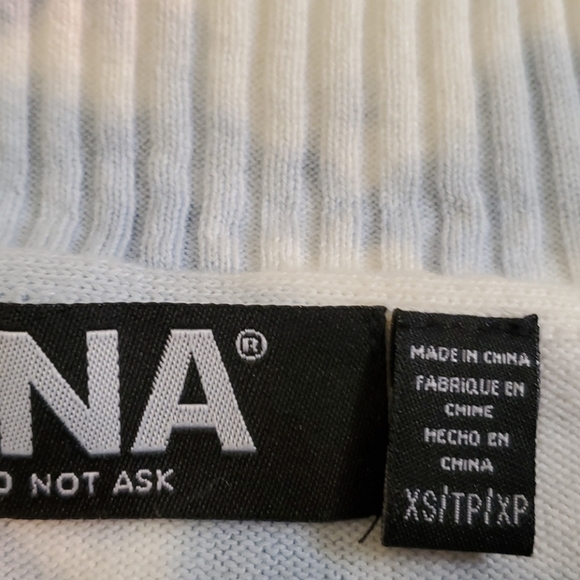 NA®
NOT ASK
MADE IN CHINA
FABRIQUE EN
CHINE
HECHO EN
CHINA
XS/TP/XP